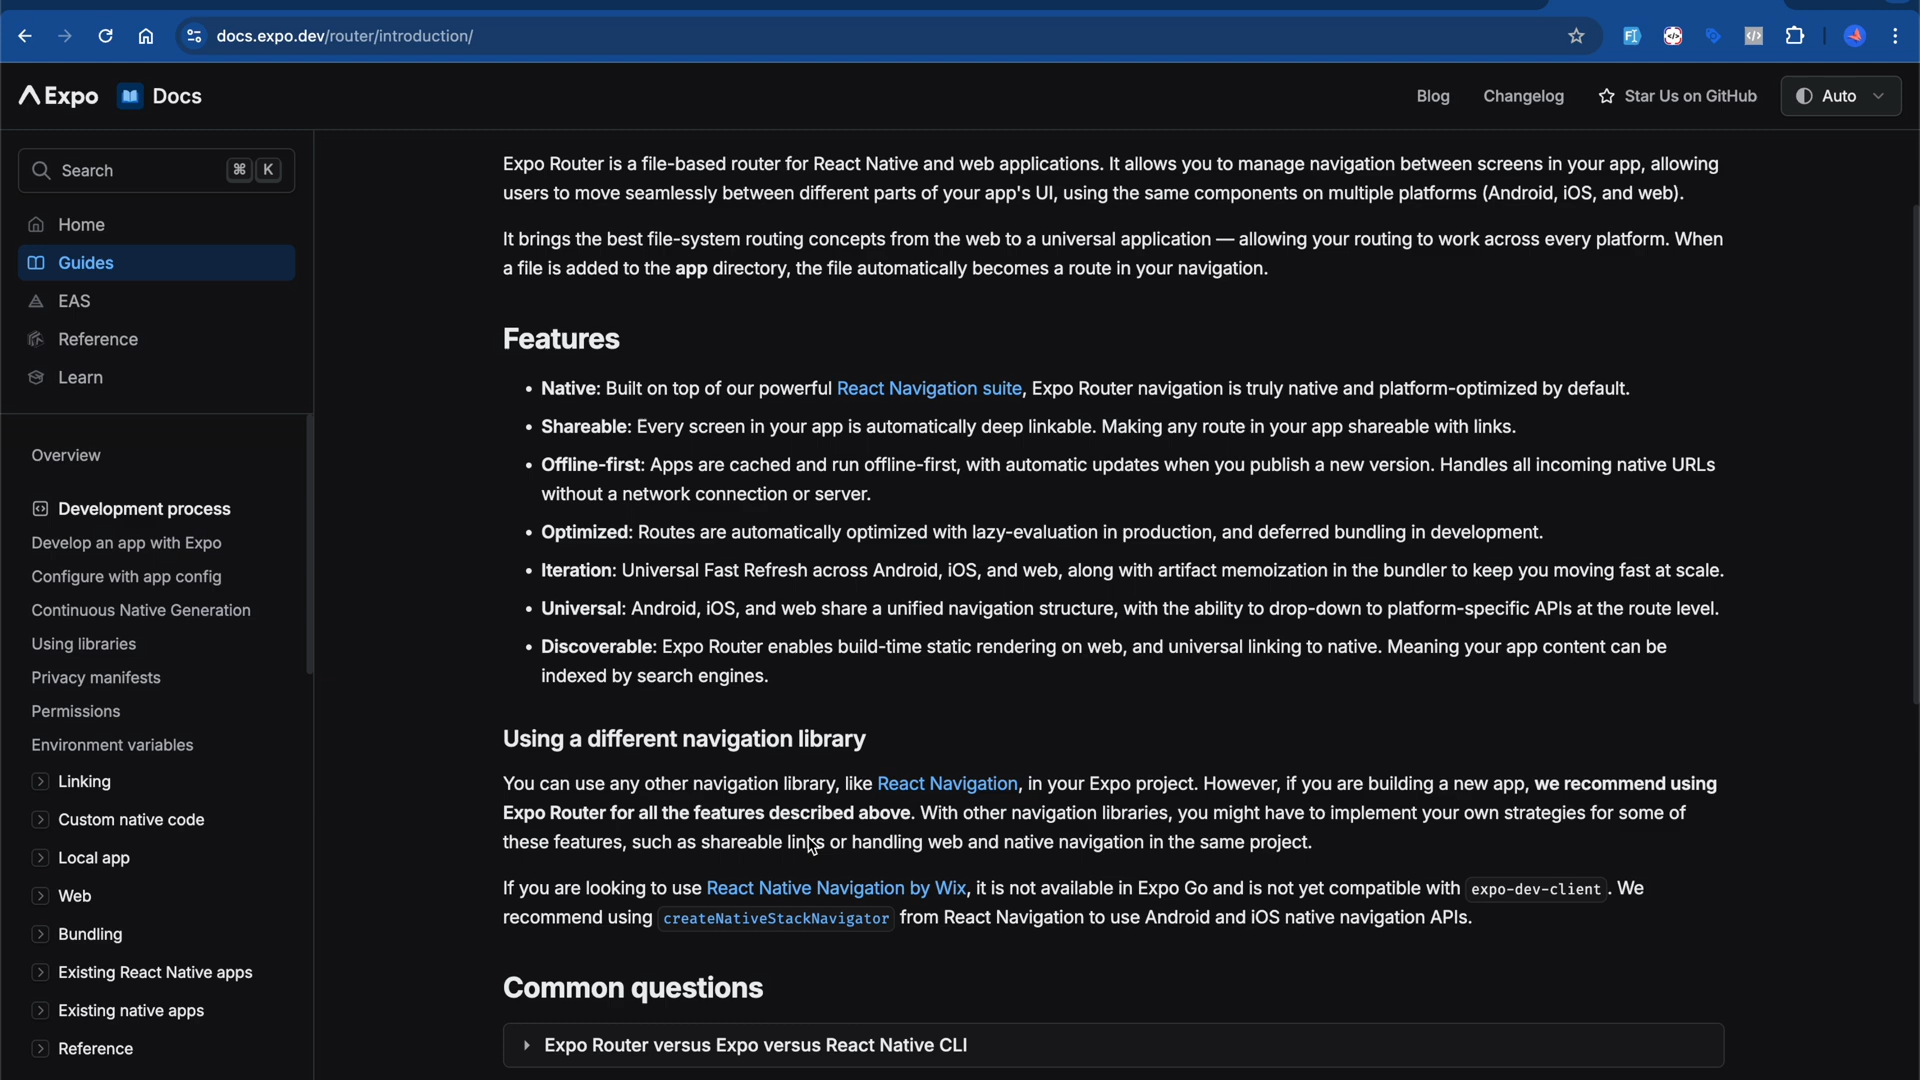 docs.expo.dev/router/introduction/
Expo
Docs
Blog
Changelog
Star Us on GitHub
Auto
Search
⌘ K
Home
Guides
EAS
Reference
Learn
Overview
Development process
Develop an app with Expo
Configure with app config
Continuous Native Generation
Using libraries
Privacy manifests
Permissions
Environment variables
Linking
Custom native code
Local app
Web
Bundling
Existing React Native apps
Existing native apps
Reference
Expo Router is a file-based router for React Native and web applications. It allows you to manage navigation between screens in your app, allowing
users to move seamlessly between different parts of your app's UI, using the same components on multiple platforms (Android, iOS, and web).
It brings the best file-system routing concepts from the web to a universal application — allowing your routing to work across every platform. When
a file is added to the app directory, the file automatically becomes a route in your navigation.
Features
• Native: Built on top of our powerful React Navigation suite, Expo Router navigation is truly native and platform-optimized by default.
• Shareable: Every screen in your app is automatically deep linkable. Making any route in your app shareable with links.
• Offline-first: Apps are cached and run offline-first, with automatic updates when you publish a new version. Handles all incoming native URLs
without a network connection or server.
• Optimized: Routes are automatically optimized with lazy-evaluation in production, and deferred bundling in development.
• Iteration: Universal Fast Refresh across Android, iOS, and web, along with artifact memoization in the bundler to keep you moving fast at scale.
• Universal: Android, iOS, and web share a unified navigation structure, with the ability to drop-down to platform-specific APIs at the route level.
• Discoverable: Expo Router enables build-time static rendering on web, and universal linking to native. Meaning your app content can be
indexed by search engines.
Using a different navigation library
You can use any other navigation library, like React Navigation, in your Expo project. However, if you are building a new app, we recommend using
Expo Router for all the features described above. With other navigation libraries, you might have to implement your own strategies for some of
these features, such as shareable links or handling web and native navigation in the same project.
If you are looking to use React Native Navigation by Wix, it is not available in Expo Go and is not yet compatible with expo-dev-client. We
recommend using createNativeStackNavigator from React Navigation to use Android and iOS native navigation APIs.
Common questions
Expo Router versus Expo versus React Native CLI